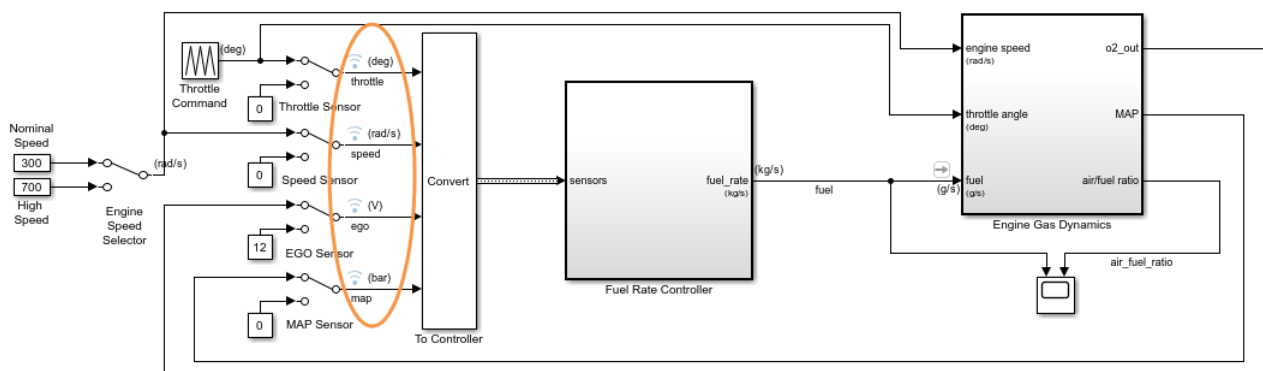 (deg)
Throttle
Command
0
Throttle Sensor
(deg)
throttle
Nominal
Speed
300
700
High
Speed
(rad/s)
Engine
Speed
Selector
0
Speed Sensor
(rad/s)
speed
12
EGO Sensor
(V)
ego
0
MAP Sensor
(bar)
map
Convert
To Controller
sensors
fuel_rate
(kg/s)
Fuel Rate Controller
(kg/s)
fuel
(g/s)
engine speed
(rad/s)
throttle angle
(deg)
fuel
(g/s)
o2_out
MAP
air/fuel ratio
Engine Gas Dynamics
air_fuel_ratio